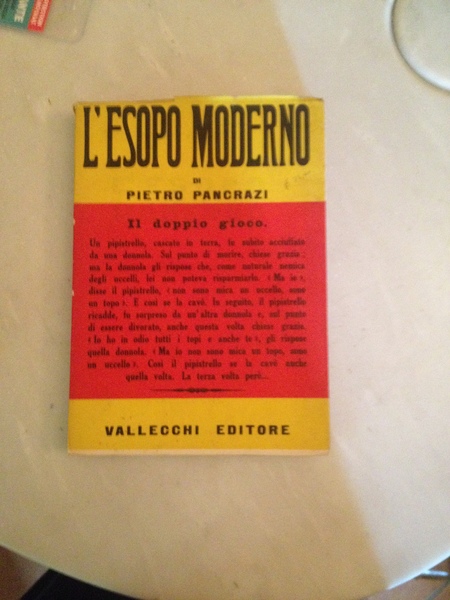 L'ESOPO MODERNO
DI
PIETRO PANCRAZI
Il doppio gioco.
Un pipistrello, cascato in terra, fu subito acciuffato
da una donnola. Sul punto di morire, chiese grazia;
ma la donnola gli rispose che, come naturale nemica
degli uccelli, lei non poteva risparmiarlo. « Ma io »,
disse il pipistrello, « non sono mica un uccello, sono
un topo ». E così se la cavò. In seguito, il pipistrello
ricadde, fu sorpreso da un'altra donnola e, sul punto
di essere divorato, anche questa volta chiese grazia.
« Io ho in odio tutti i topi e anche te », gli rispose
quella donnola. « Ma io non sono mica un topo, sono
un uccello ». Così il pipistrello se la cavò anche
quella volta. La terza volta però...
VALLECCHI EDITORE